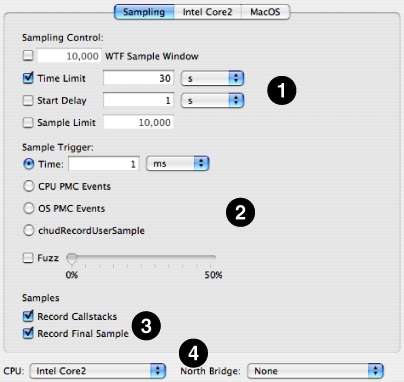 Sampling Intel Core2 MacOS
Sampling Control:
10,000 WTF Sample Window
Time Limit 30 s
1
Start Delay 1 s
Sample Limit 10,000
Sample Trigger:
Time: 1 ms
CPU PMC Events
OS PMC Events
2
chudRecordUserSample
Fuzz
0% 50%
Samples
Record Callstacks
3
Record Final Sample
4
CPU: Intel Core2 North Bridge: None